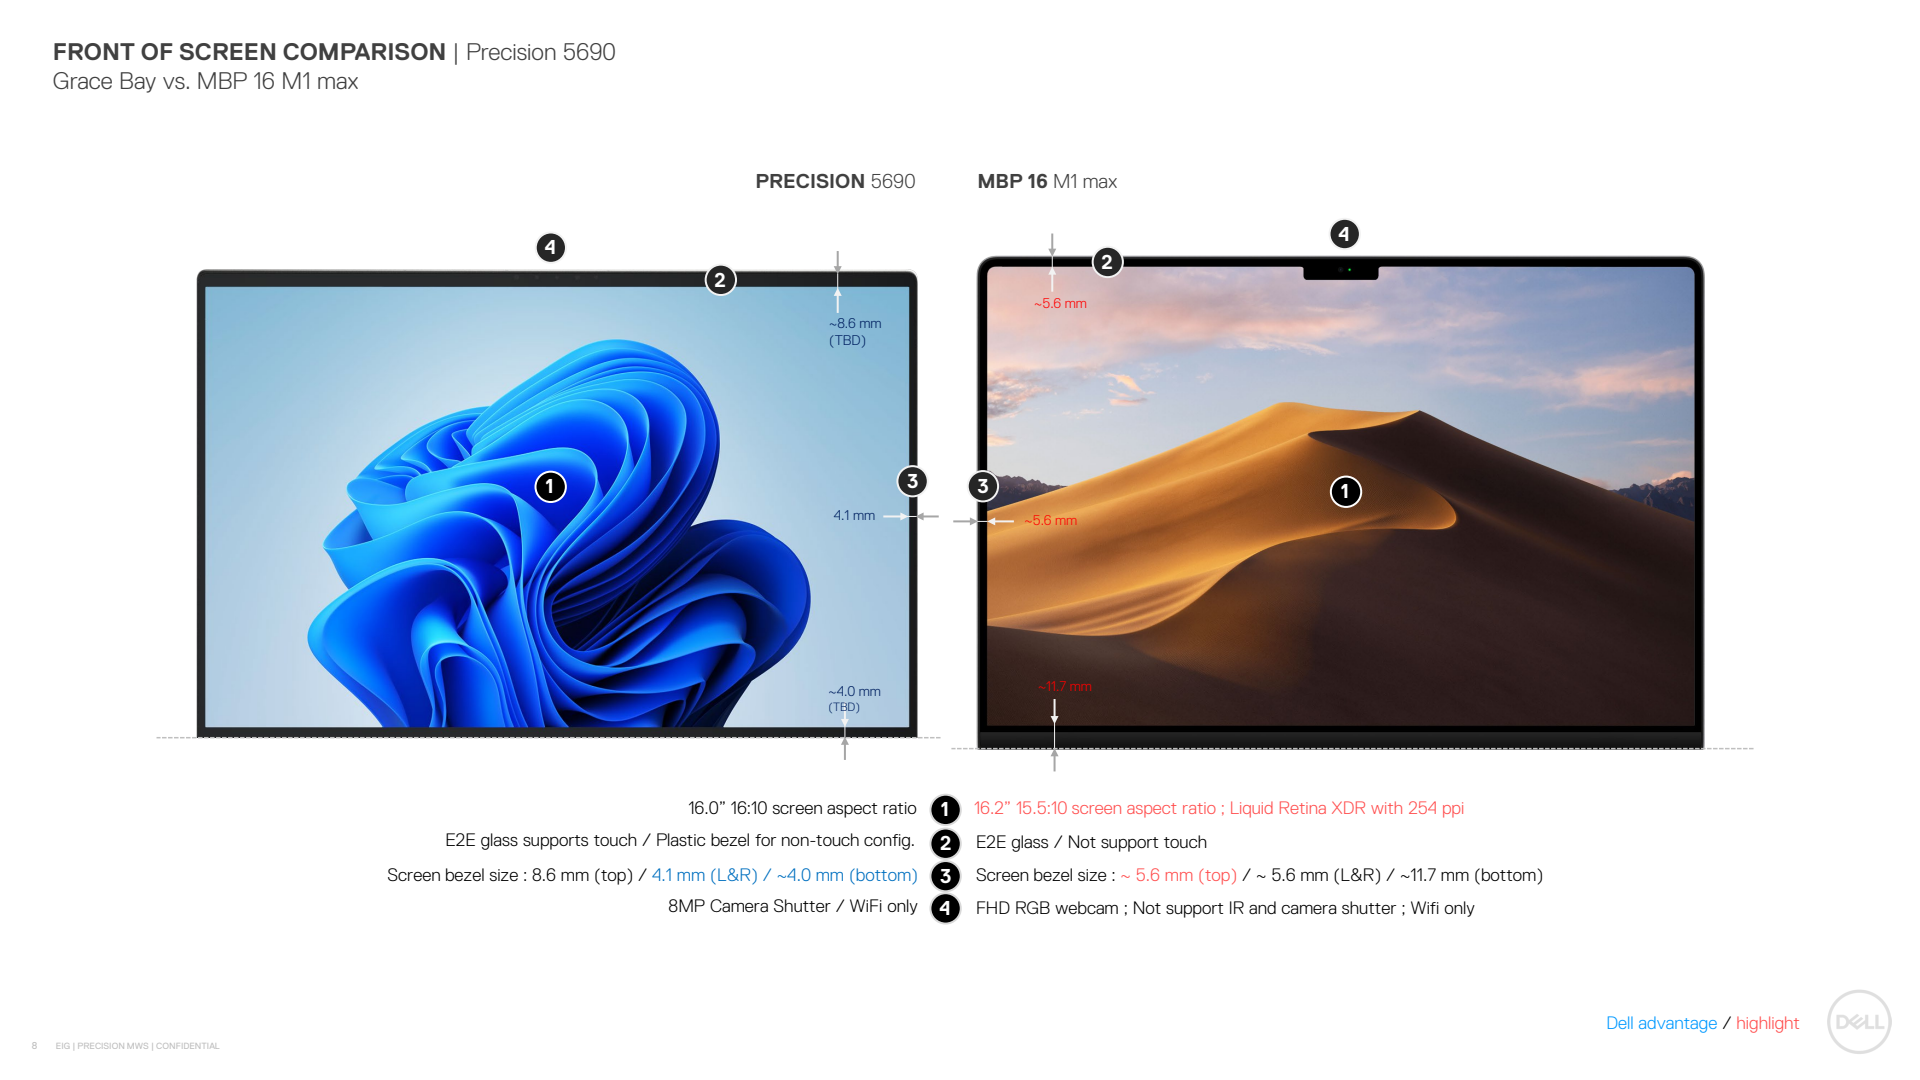 FRONT OF SCREEN COMPARISON | Precision 5690
Grace Bay vs. MBP 16 M1 max
PRECISION 5690
MBP 16 M1 max
4
4
2
2
~8.6 mm
(TBD)
~5.6 mm
3
3
1
1
4.1 mm
~5.6 mm
~4.0 mm
(TBD)
~11.7 mm
16.0” 16:10 screen aspect ratio 1 16.2” 15.5:10 screen aspect ratio ; Liquid Retina XDR with 254 ppi
E2E glass supports touch / Plastic bezel for non-touch config. 2 E2E glass / Not support touch
Screen bezel size : 8.6 mm (top) / 4.1 mm (L&R) / ~4.0 mm (bottom) 3 Screen bezel size : ~ 5.6 mm (top) / ~ 5.6 mm (L&R) / ~11.7 mm (bottom)
8MP Camera Shutter / WiFi only 4 FHD RGB webcam ; Not support IR and camera shutter ; Wifi only
Dell advantage / highlight
DELL
8 EIG | PRECISION MWS | CONFIDENTIAL